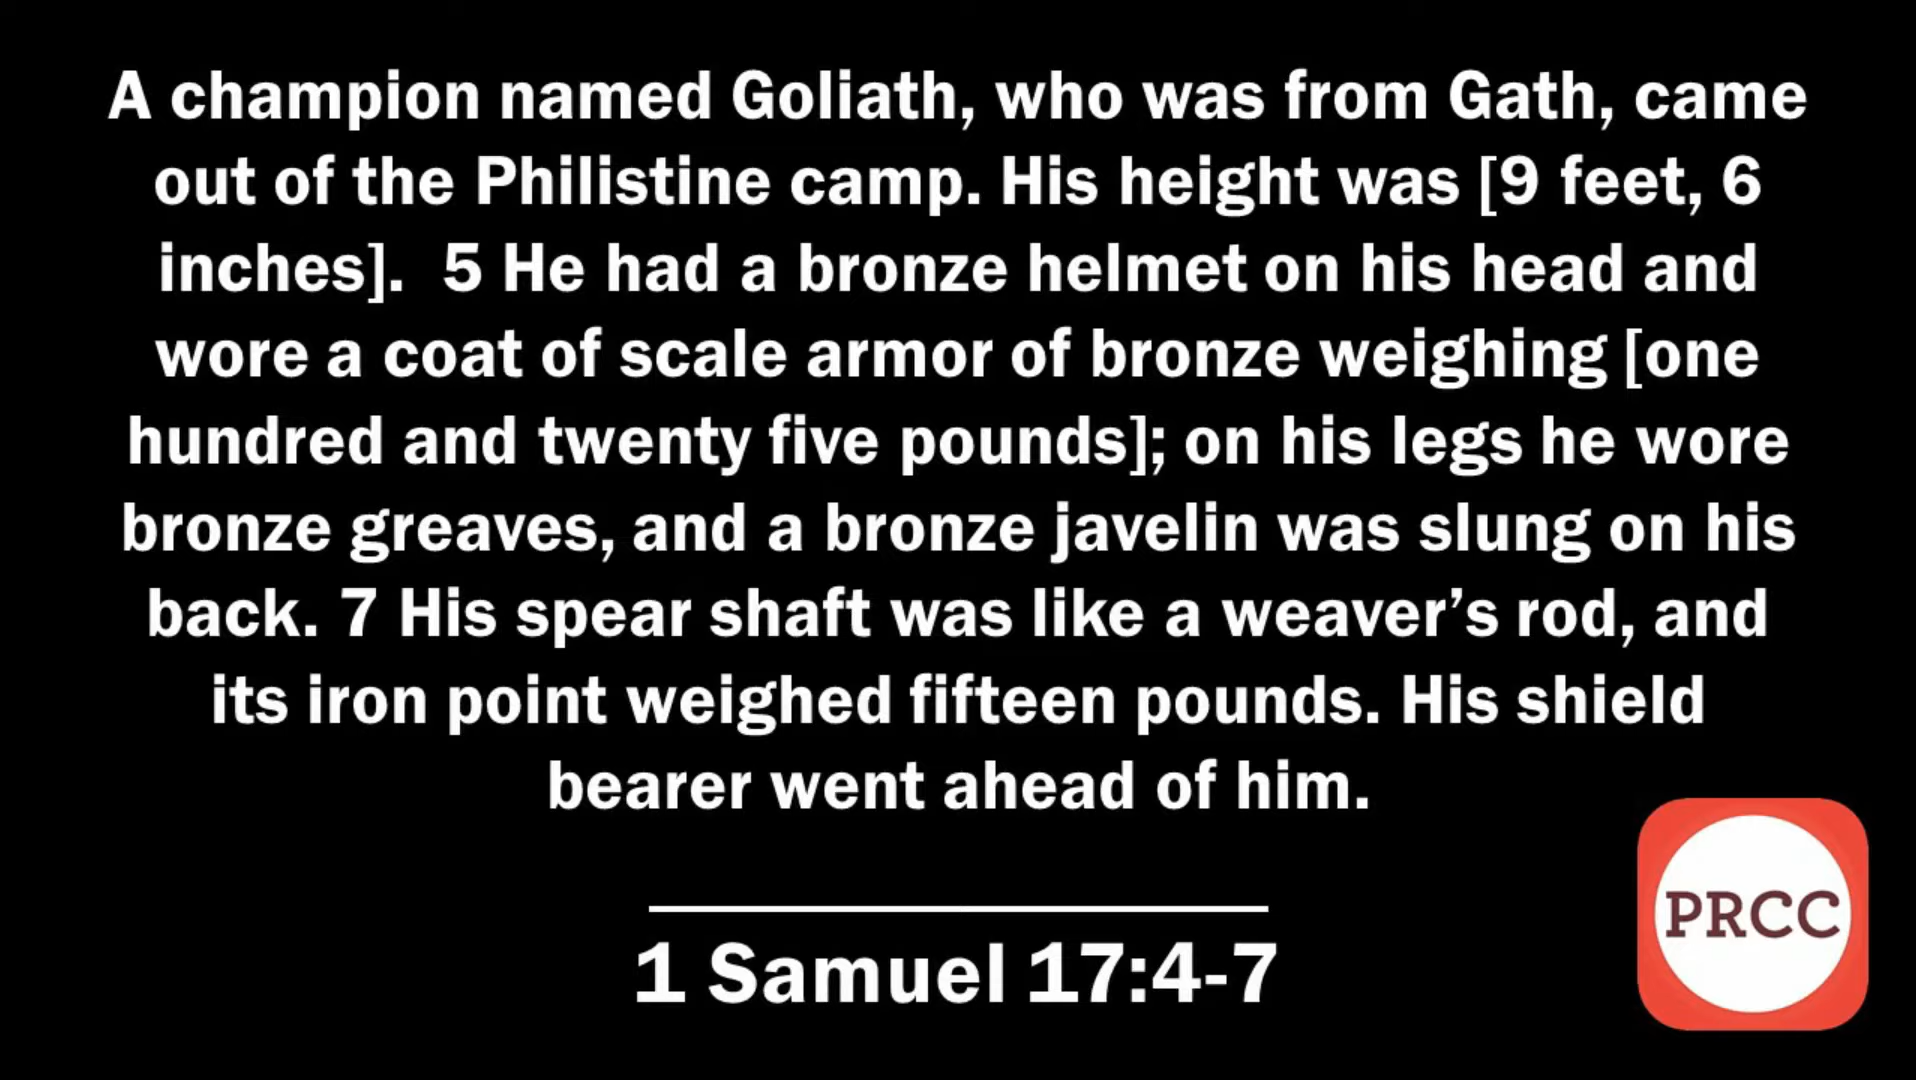 A champion named Goliath, who was from Gath, came
out of the Philistine camp. His height was [9 feet, 6
inches].  5 He had a bronze helmet on his head and
wore a coat of scale armor of bronze weighing [one
hundred and twenty five pounds]; on his legs he wore
bronze greaves, and a bronze javelin was slung on his
back. 7 His spear shaft was like a weaver’s rod, and
its iron point weighed fifteen pounds. His shield
bearer went ahead of him.
1 Samuel 17:4-7
PRCC